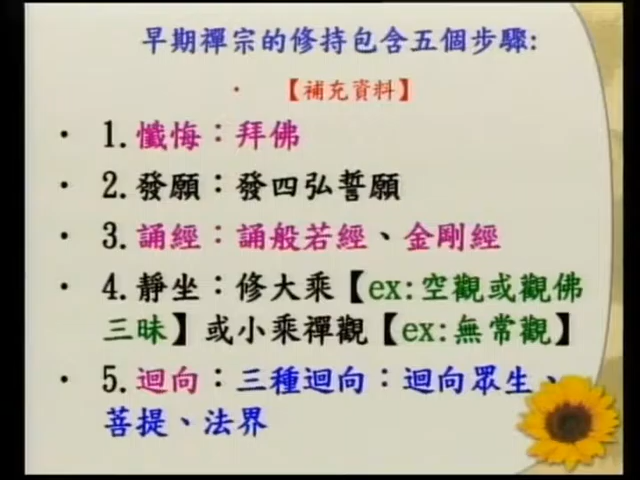 早期禪宗的修持包含五個步驟:
• 【補充資料】
• 1.懺悔：拜佛
• 2.發願：發四弘誓願
• 3.誦經：誦般若經、金剛經
• 4.靜坐：修大乘【ex:空觀或觀佛
三昧】或小乘禪觀【ex:無常觀】
• 5.迴向：三種迴向：迴向眾生、
菩提、法界